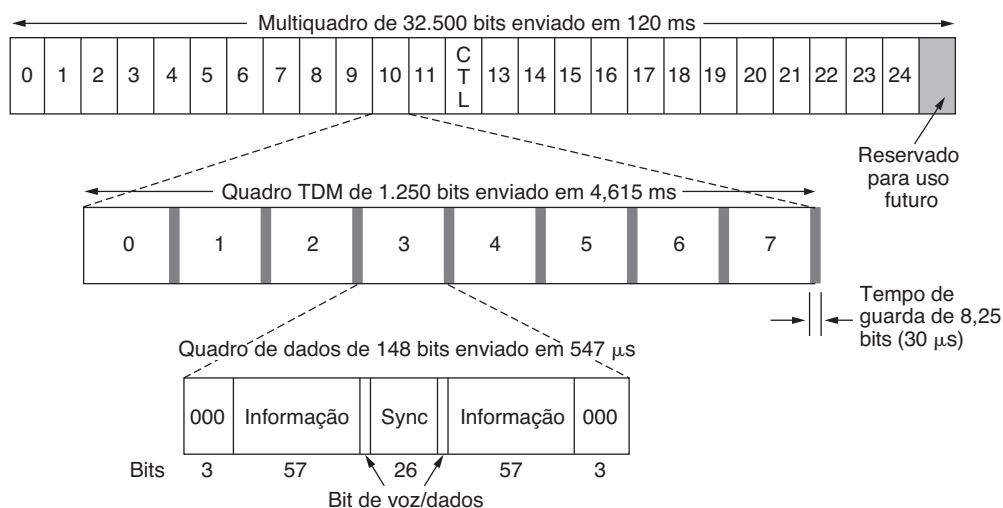 Multiquadro de 32.500 bits enviado em 120 ms
0 1 2 3 4 5 6 7 8 9 10 11 CTL 13 14 15 16 17 18 19 20 21 22 23 24
Reservado
para uso
futuro
Quadro TDM de 1.250 bits enviado em 4,615 ms
0 1 2 3 4 5 6 7
Tempo de
guarda de 8,25
bits (30 μs)
Quadro de dados de 148 bits enviado em 547 μs
000 Informação Sync Informação 000
Bits 3 57 26 57 3
Bit de voz/dados